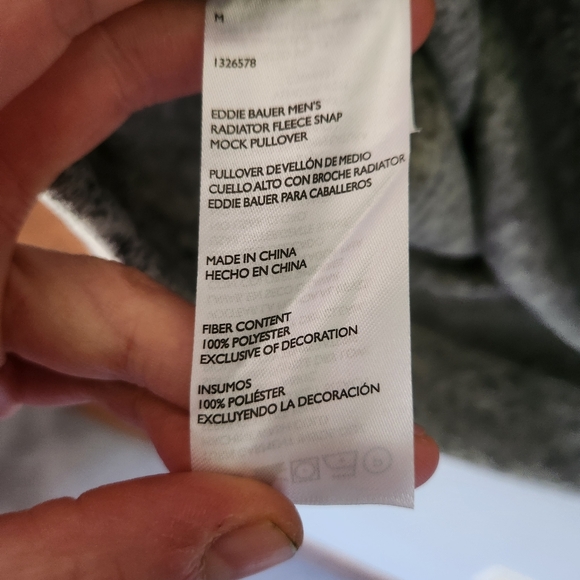 M
1326578
EDDIE BAUER MEN'S
RADIATOR FLEECE SNAP
MOCK PULLOVER
PULLOVER DE VELLÓN DE MEDIO
CUELLO ALTO CON BROCHE RADIATOR
EDDIE BAUER PARA CABALLEROS
MADE IN CHINA
HECHO EN CHINA
FIBER CONTENT
100% POLYESTER
EXCLUSIVE OF DECORATION
INSUMOS
100% POLIÉSTER
EXCLUYENDO LA DECORACIÓN